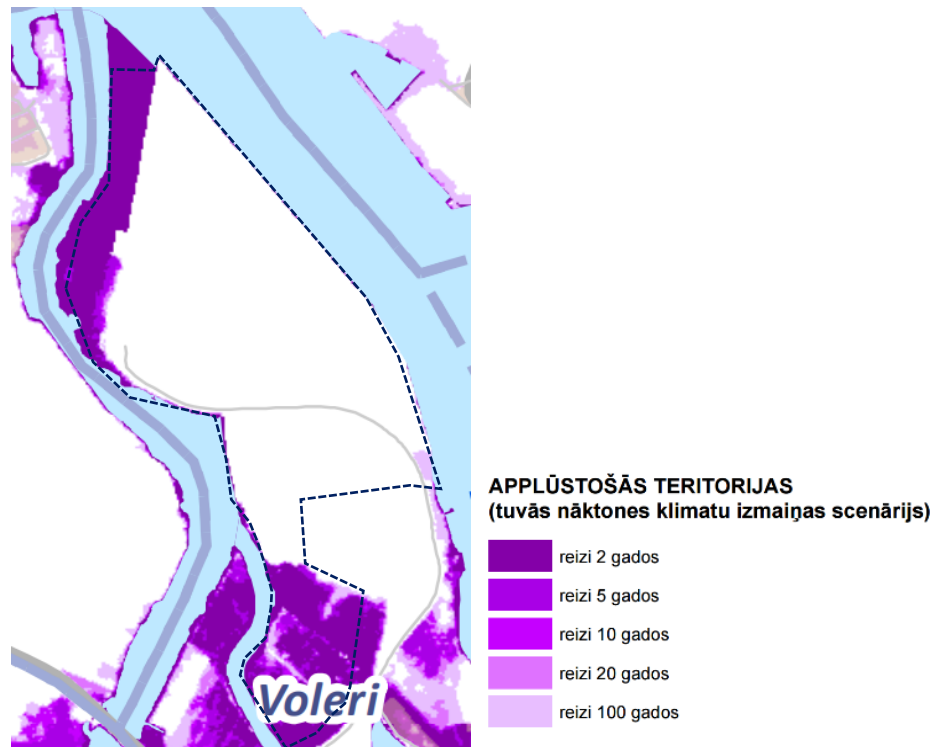 APPLŪSTOŠĀS TERITORIJAS
(tuvās nāktones klimatu izmaiņas scenārijs)
reizi 2 gados
reizi 5 gados
reizi 10 gados
reizi 20 gados
reizi 100 gados
Voleri